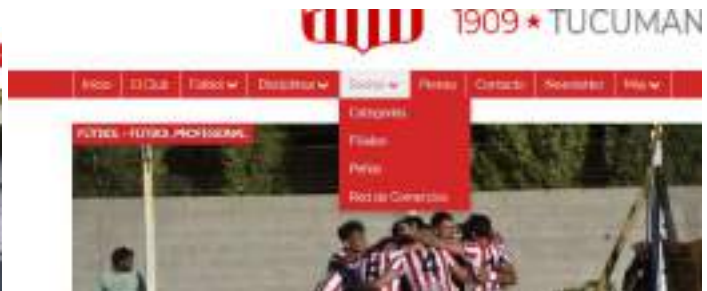 1909 ★ TUCUMAN
Inicio El Club Fútbol Disciplinas Socios Prensa Contacto Newsletter Más
Categorías
Filiales
Peñas
Red de Comercios
FÚTBOL - FÚTBOL PROFESIONAL